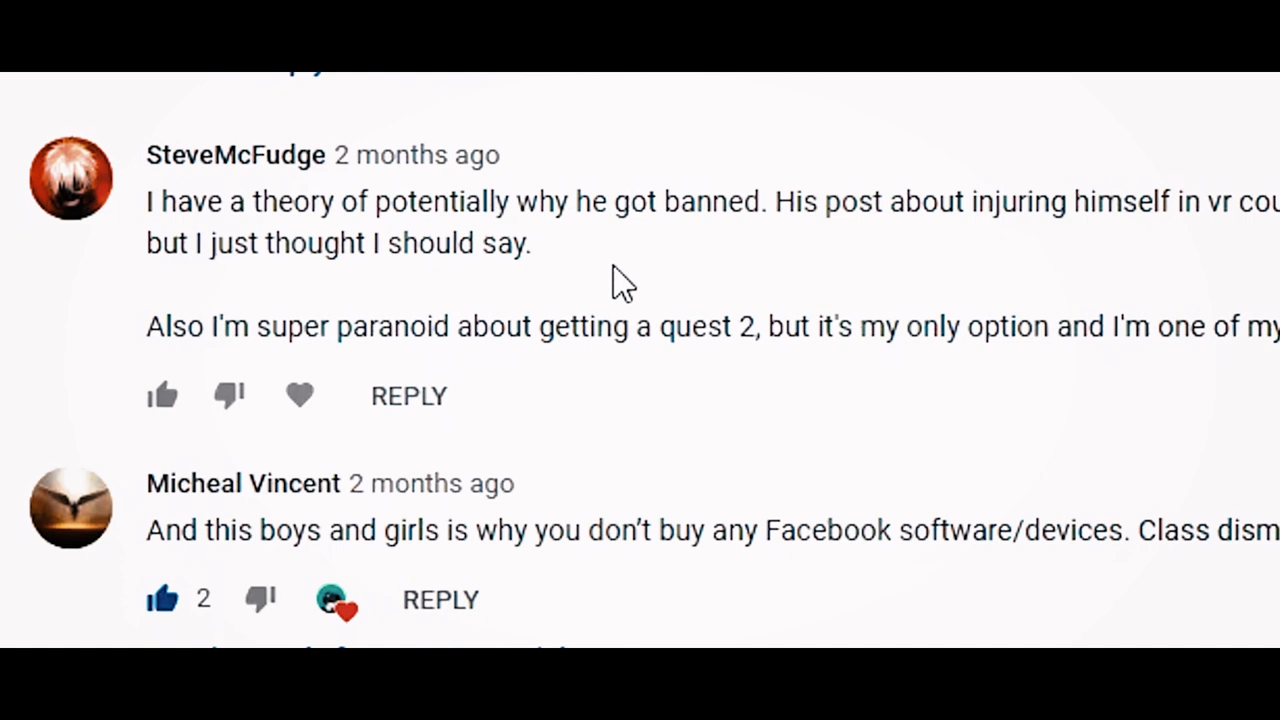 SteveMcFudge 2 months ago
I have a theory of potentially why he got banned. His post about injuring himself in vr
but I just thought I should say.
Also I'm super paranoid about getting a quest 2, but it's my only option and I'm one of my
REPLY
Micheal Vincent 2 months ago
And this boys and girls is why you don't buy any Facebook software/devices. Class
2
REPLY